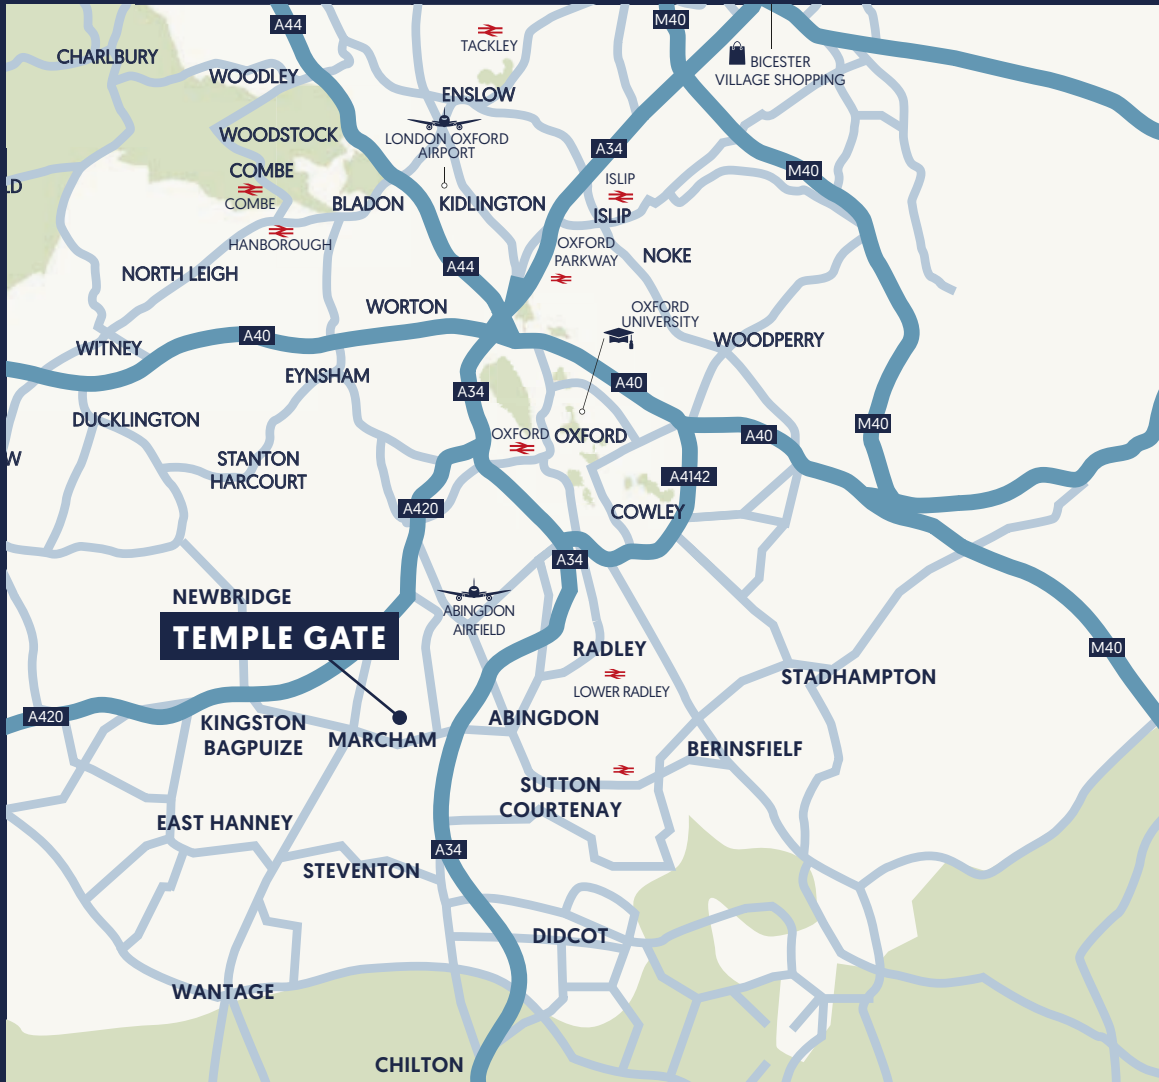 A44
M40
TACKLEY
CHARLBURY
BICESTER
VILLAGE SHOPPING
WOODLEY
ENSLOW
WOODSTOCK
LONDON OXFORD
AIRPORT
A34
COMBE
M40
ISLIP
LD
COMBE
BLADON
KIDLINGTON
ISLIP
HANBOROUGH
OXFORD
PARKWAY
NOKE
A44
NORTH LEIGH
WORTON
OXFORD
UNIVERSITY
A40
WOODPERRY
WITNEY
EYNSHAM
A40
A34
DUCKLINGTON
M40
OXFORD
OXFORD
A40
W
STANTON
HARCOURT
A4142
A420
COWLEY
A34
NEWBRIDGE
ABINGDON
AIRFIELD
TEMPLE GATE
RADLEY
M40
STADHAMPTON
LOWER RADLEY
A420
KINGSTON
BAGPUIZE
ABINGDON
MARCHAM
BERINSFIELF
SUTTON
COURTENAY
EAST HANNEY
A34
STEVENTON
DIDCOT
WANTAGE
CHILTON